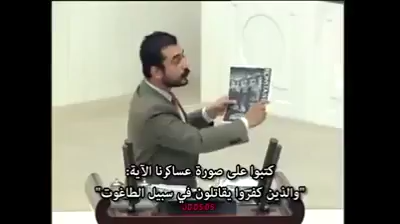 كتبوا على صورة عساكرنا الآية:
"والذين كفروا يقاتلون في سبيل الطاغوت"